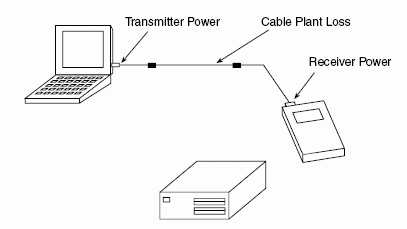 Transmitter Power
Cable Plant Loss
Receiver Power